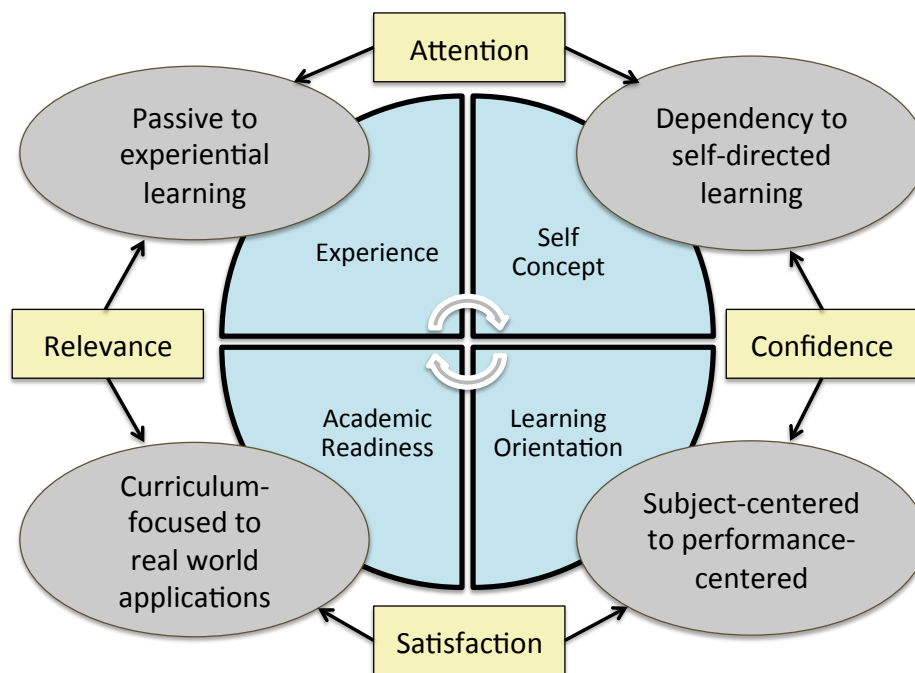 Attention
Passive to
experiential
learning
Dependency to
self-directed
learning
Experience
Self
Concept
Relevance
Confidence
Academic
Readiness
Learning
Orientation
Curriculum-
focused to
real world
applications
Subject-centered
to performance-
centered
Satisfaction